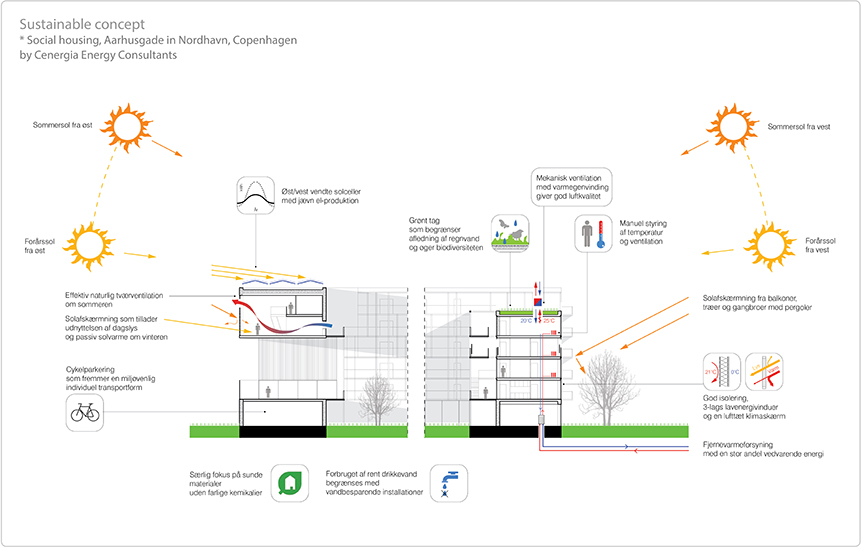 Sustainable concept
* Social housing, Aarhusgade in Nordhavn, Copenhagen
by Cenergia Energy Consultants
Sommersol fra øst
Sommersol fra vest
Mekanisk ventilation
med varmegenvinding
giver god luftkvalitet
Øst/vest vendte solceller
med jævn el-produktion
Grønt tag
som begrænser
afledning af regnvand
og øger biodiversiteten
Manuel styring
af temperatur
og ventilation
Forårssol
fra øst
Forårssol
fra vest
Effektiv naturlig tværventilation
om sommeren
Solafskærmning som tillader
udnyttelsen af dagslys
og passiv solvarme om vinteren
Solafskærmning fra balkoner,
træer og gangbroer med pergoler
20°C
25°C
Cykelparkering
som fremmer en miljøvenlig
individuel transportform
21°C
0°C
God isolering,
3-lags lavenergivinduer
og en lufttæt klimaskærm
Fjernevarmeforsyning
med en stor andel vedvarende energi
Særlig fokus på sunde
materialer
uden farlige kemikalier
Forbruget af rent drikkevand
begrænses med
vandbesparende installationer